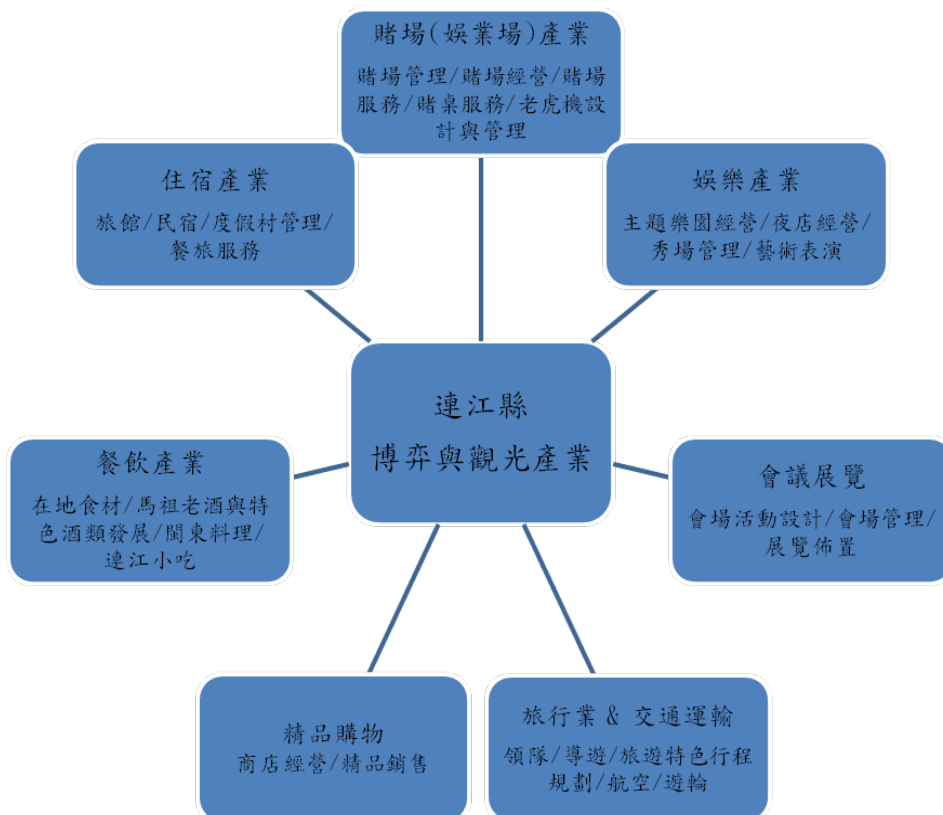 賭場(娛業場)產業
賭場管理/賭場經營/賭場
服務/賭桌服務/老虎機設
計與管理
住宿產業
旅館/民宿/度假村管理/
餐旅服務
娛樂產業
主題樂園經營/夜店經營/
秀場管理/藝術表演
連江縣
博弈與觀光產業
餐飲產業
在地食材/馬祖老酒與特
色酒類發展/閩東料理/
連江小吃
會議展覽
會場活動設計/會場管理/
展覽佈置
精品購物
商店經營/精品銷售
旅行業 & 交通運輸
領隊/導遊/旅遊特色行程
規劃/航空/遊輪